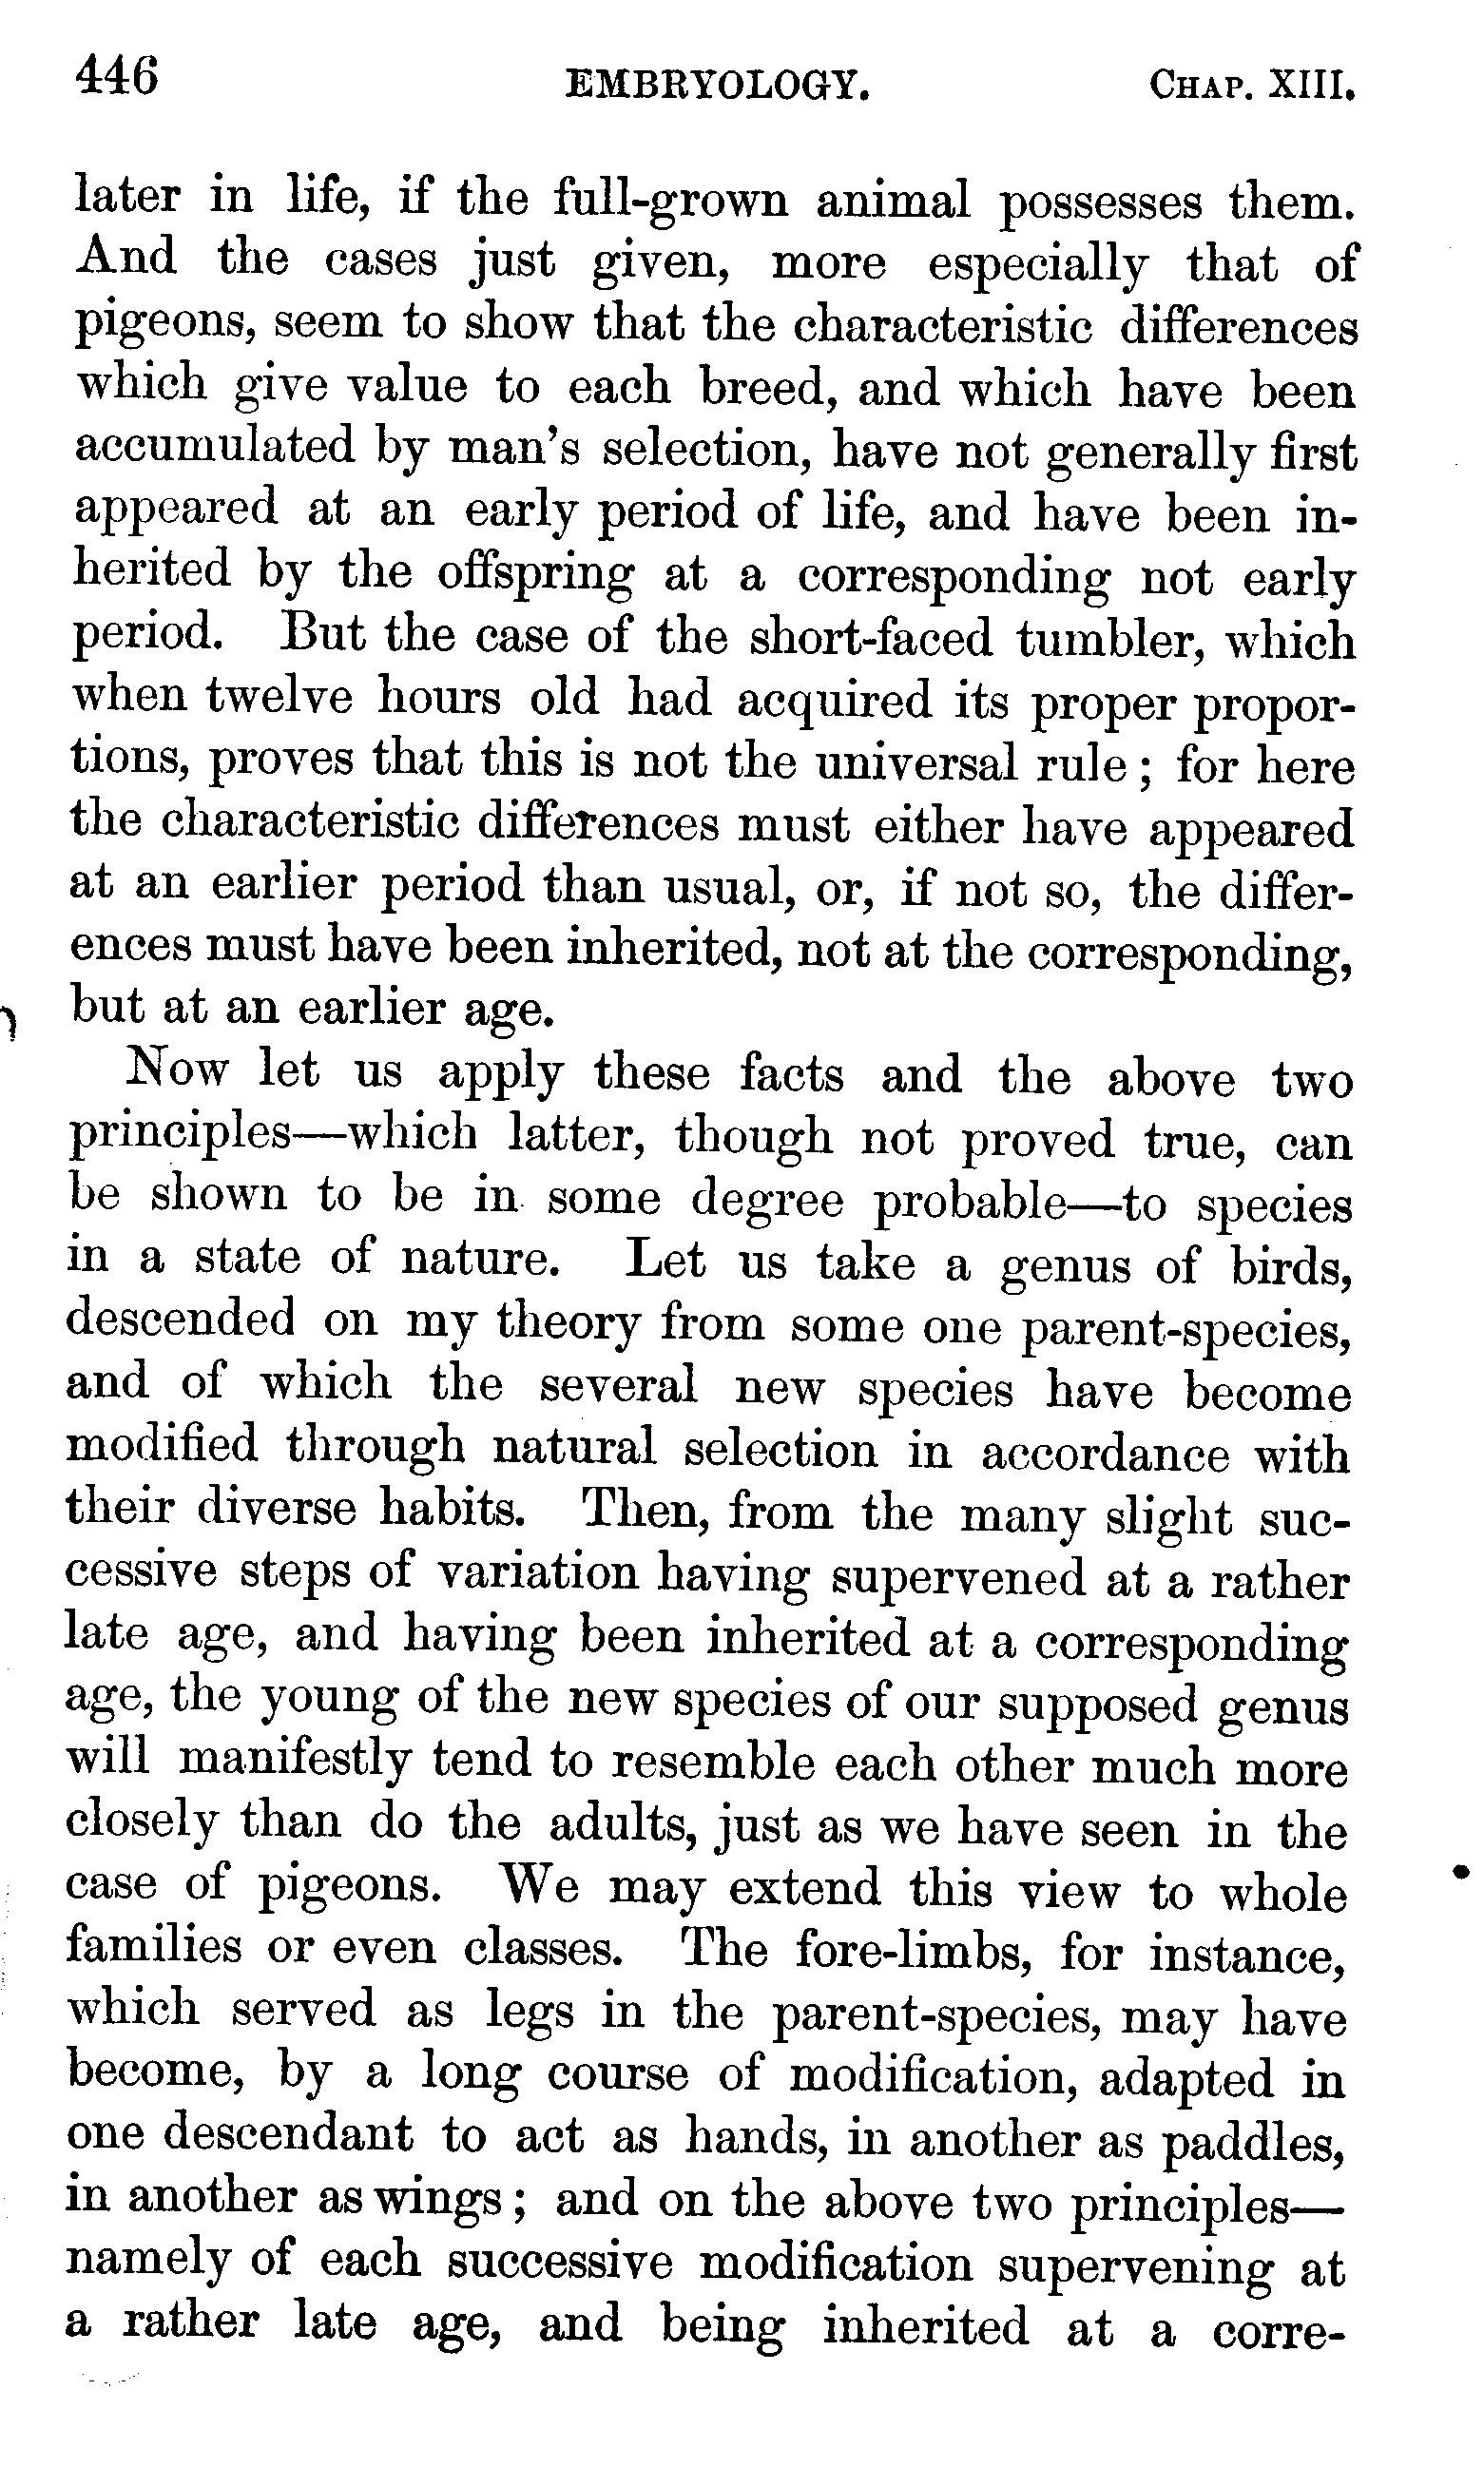 446 EMBRYOLOGY. CHAP. XIII.
later in life, if the full-grown animal possesses them.
And the cases just given, more especially that of
pigeons, seem to show that the characteristic differences
which give value to each breed, and which have been
accumulated by man's selection, have not generally first
appeared at an early period of life, and have been in-
herited by the offspring at a corresponding not early
period. But the case of the short-faced tumbler, which
when twelve hours old had acquired its proper propor-
tions, proves that this is not the universal rule; for here
the characteristic differences must either have appeared
at an earlier period than usual, or, if not so, the differ-
ences must have been inherited, not at the corresponding,
but at an earlier age.
Now let us apply these facts and the above two
principles—which latter, though not proved true, can
be shown to be in some degree probable—to species
in a state of nature. Let us take a genus of birds,
descended on my theory from some one parent-species,
and of which the several new species have become
modified through natural selection in accordance with
their diverse habits. Then, from the many slight suc-
cessive steps of variation having supervened at a rather
late age, and having been inherited at a corresponding
age, the young of the new species of our supposed genus
will manifestly tend to resemble each other much more
closely than do the adults, just as we have seen in the
case of pigeons. We may extend this view to whole
families or even classes. The fore-limbs, for instance,
which served as legs in the parent-species, may have
become, by a long course of modification, adapted in
one descendant to act as hands, in another as paddles,
in another as wings; and on the above two principles—
namely of each successive modification supervening at
a rather late age, and being inherited at a corre-